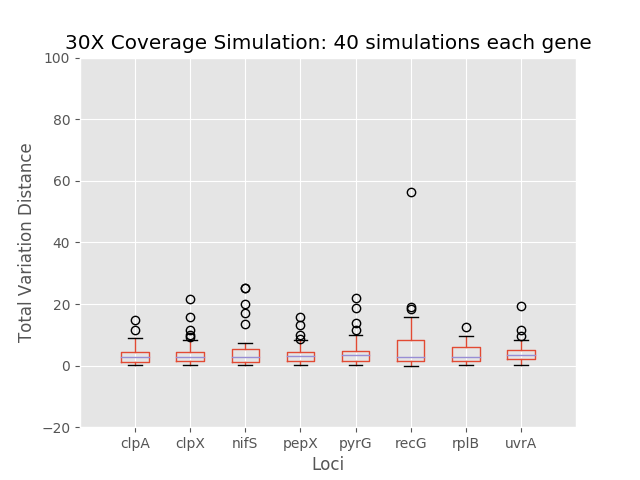 30X Coverage Simulation: 40 simulations each gene
100
80
60
40
20
0
−20
Total Variation Distance
clpA clpX nifS pepX pyrG recG rplB uvrA
Loci